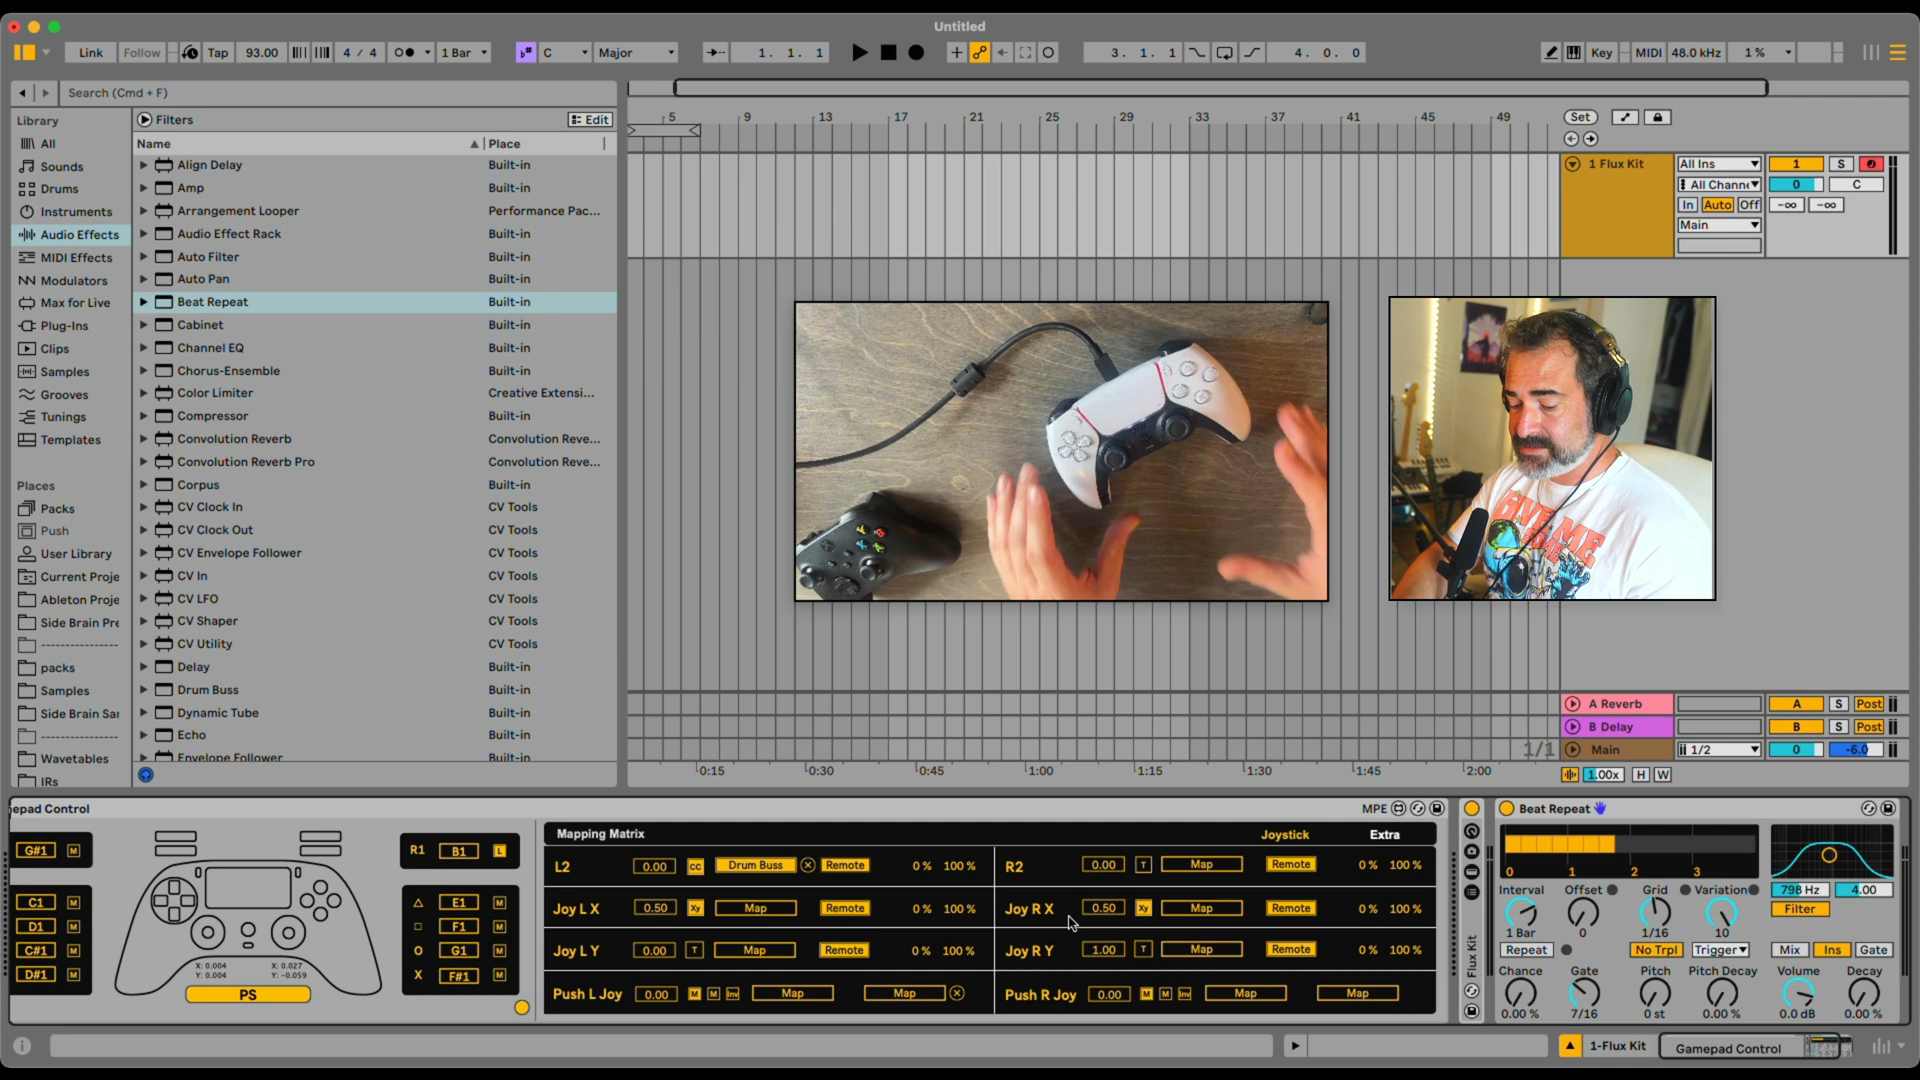 Untitled
Link Follow Tap 93.00 4 / 4 1 Bar C Major 1. 1. 1 3. 1. 1 4. 0. 0 Key MIDI 48.0 kHz 1 %
Search (Cmd + F)
Library
All
Sounds
Drums
Instruments
Audio Effects
MIDI Effects
Modulators
Max for Live
Plug-Ins
Clips
Samples
Grooves
Tunings
Templates
Places
Packs
Push
User Library
Current Proje
Ableton Proje
Side Brain Pre
----------------
packs
Samples
Side Brain Sar
----------------
Wavetables
IRs
Filters Edit
Name Place
Align Delay Built-in
Amp Built-in
Arrangement Looper Performance Pac...
Audio Effect Rack Built-in
Auto Filter Built-in
Auto Pan Built-in
Beat Repeat Built-in
Cabinet Built-in
Channel EQ Built-in
Chorus-Ensemble Built-in
Color Limiter Creative Extensi...
Compressor Built-in
Convolution Reverb Convolution Reve...
Convolution Reverb Pro Convolution Reve...
Corpus Built-in
CV Clock In CV Tools
CV Clock Out CV Tools
CV Envelope Follower CV Tools
CV In CV Tools
CV LFO CV Tools
CV Shaper CV Tools
CV Utility CV Tools
Delay Built-in
Drum Buss Built-in
Dynamic Tube Built-in
Echo Built-in
Envelope Follower Built-in
5 9 13 17 21 25 29 33 37 41 45 49
Set
1 Flux Kit All Ins 1 S
All Channe 0 C
In Auto Off -∞ -∞
Main
GIVE ME
A Reverb A S Post
B Delay B S Post
1/1 Main 1/2 0 -6.0
0:15 0:30 0:45 1:00 1:15 1:30 1:45 2:00
1.00x H W
epad Control
MPE
G#1 M
C1 M
D1 M
C#1 M
D#1 M
X: 0.004 X: 0.027
Y: 0.004 Y: -0.059
PS
R1 B1 L
△ E1 M
□ F1 M
O G1 M
X F#1 M
Mapping Matrix Joystick Extra
L2 0.00 CC Drum Buss Remote 0 % 100 %
R2 0.00 T Map Remote 0 % 100 %
Joy L X 0.50 Xy Map Remote 0 % 100 %
Joy R X 0.50 Xy Map Remote 0 % 100 %
Joy L Y 0.00 T Map Remote 0 % 100 %
Joy R Y 1.00 T Map Remote 0 % 100 %
Push L Joy 0.00 M M Inv Map Map
Push R Joy 0.00 M M Inv Map Map
Flux Kit
Beat Repeat
0 1 2 3
Interval Offset Grid Variation 798 Hz 4.00
1 Bar 0 1/16 10 Filter
Repeat No Trpl Trigger Mix Ins Gate
Chance Gate Pitch Pitch Decay Volume Decay
0.00 % 7/16 0 st 0.00 % 0.0 dB 0.00 %
1-Flux Kit Gamepad Control